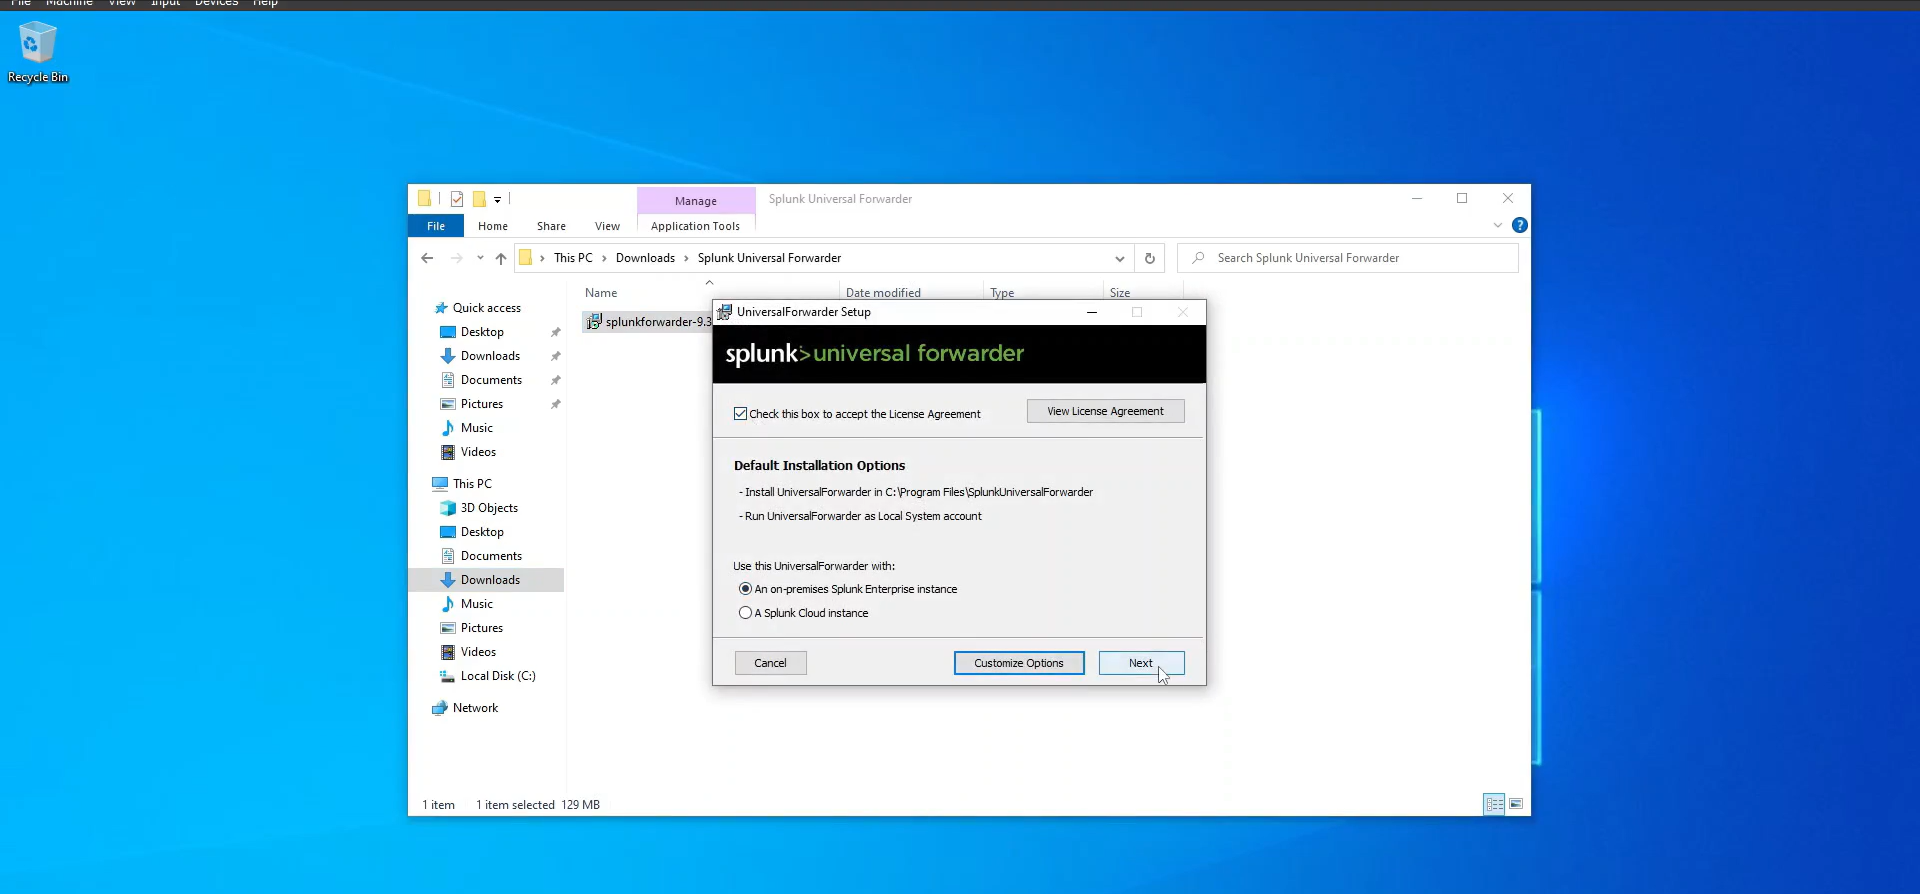 File Machine View Input Devices Help
Recycle Bin
Manage Splunk Universal Forwarder
File Home Share View Application Tools
This PC Downloads Splunk Universal Forwarder
Search Splunk Universal Forwarder
Name Date modified Type Size
Quick access
Desktop
Downloads
Documents
Pictures
Music
Videos
This PC
3D Objects
Desktop
Documents
Downloads
Music
Pictures
Videos
Local Disk (C:)
Network
splunkforwarder-9.3
UniversalForwarder Setup
splunk>universal forwarder
Check this box to accept the License Agreement
View License Agreement
Default Installation Options
- Install UniversalForwarder in C:\Program Files\SplunkUniversalForwarder
- Run UniversalForwarder as Local System account
Use this UniversalForwarder with:
An on-premises Splunk Enterprise instance
A Splunk Cloud instance
Cancel Customize Options Next
1 item 1 item selected 129 MB